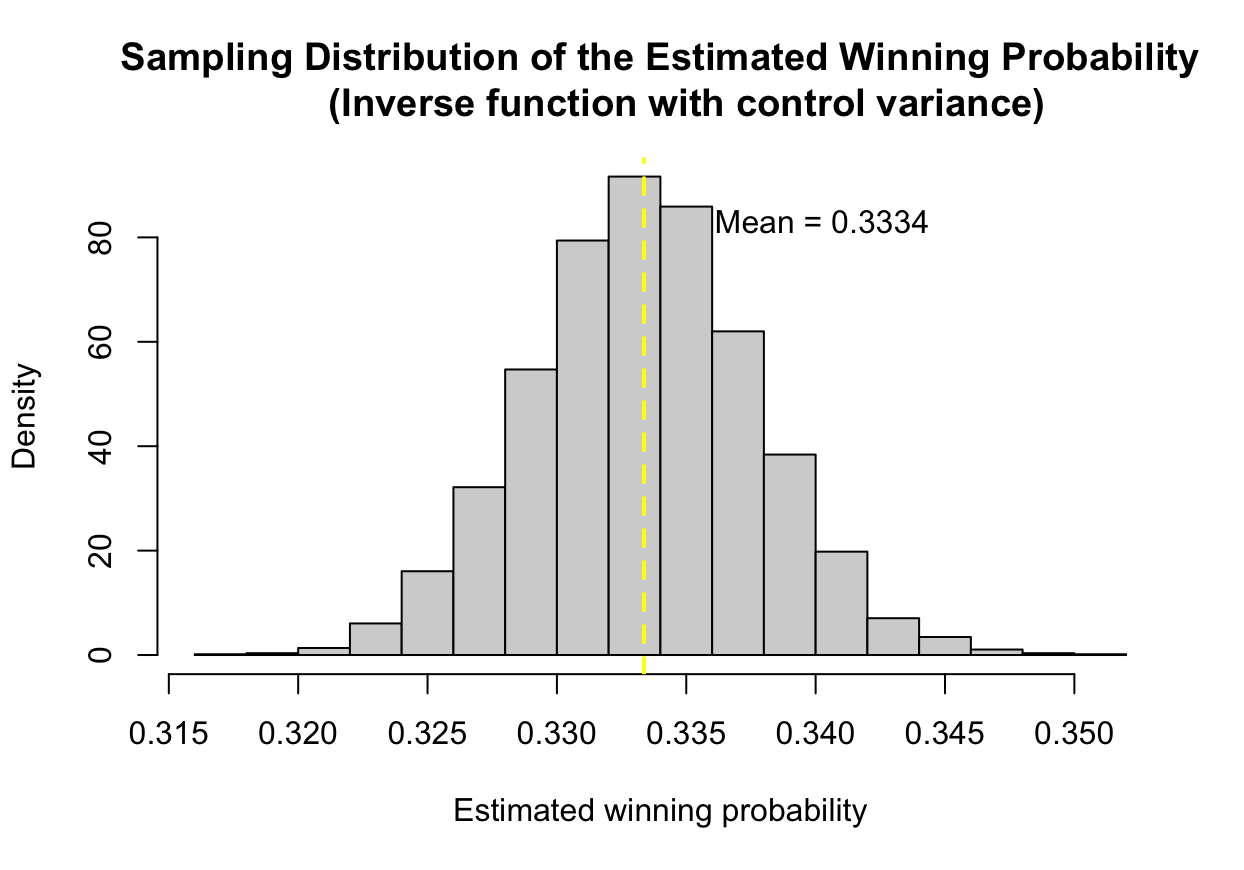 Sampling Distribution of the Estimated Winning Probability
(Inverse function with control variance)
Mean = 0.3334
Density
0
20
40
60
80
0.315 0.320 0.325 0.330 0.335 0.340 0.345 0.350
Estimated winning probability